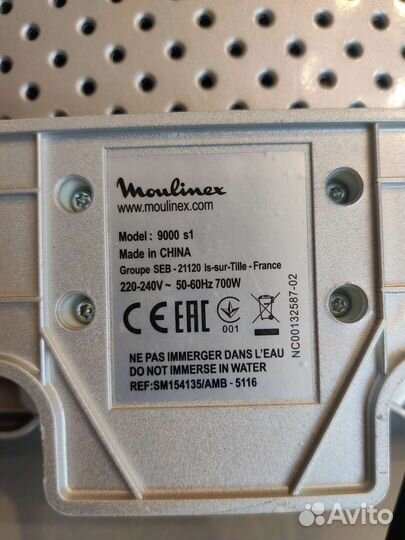 Moulinex
www.moulinex.com
Model: 9000 s1
Made in CHINA
Groupe SEB - 21120 Is-sur-Tille - France
220-240V ~ 50-60Hz 700W
CE EAC 001
NE PAS IMMERGER DANS L'EAU
DO NOT IMMERSE IN WATER
REF:SM154135/AMB - 5116
NC00132587-02
Avito